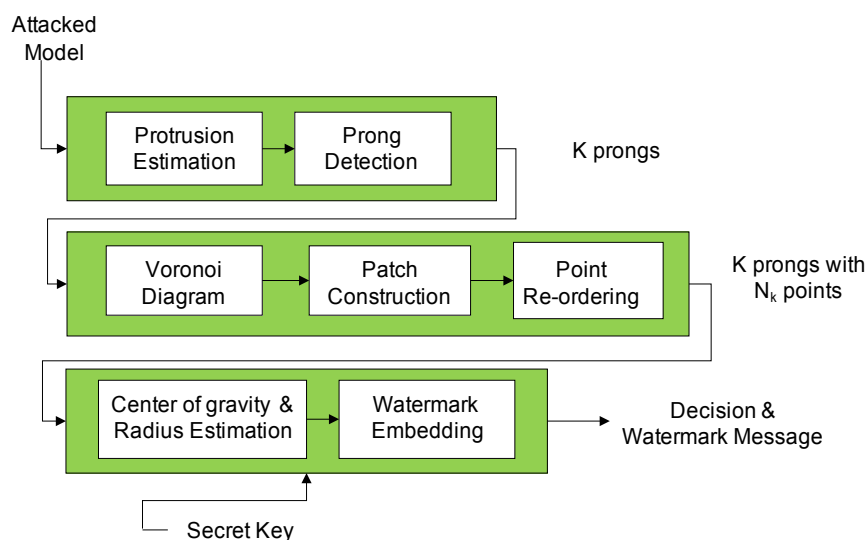 Attacked
Model
Protrusion
Estimation
Prong
Detection
K prongs
Voronoi
Diagram
Patch
Construction
Point
Re-ordering
K prongs with
Nk points
Center of gravity &
Radius Estimation
Watermark
Embedding
Decision &
Watermark Message
Secret Key